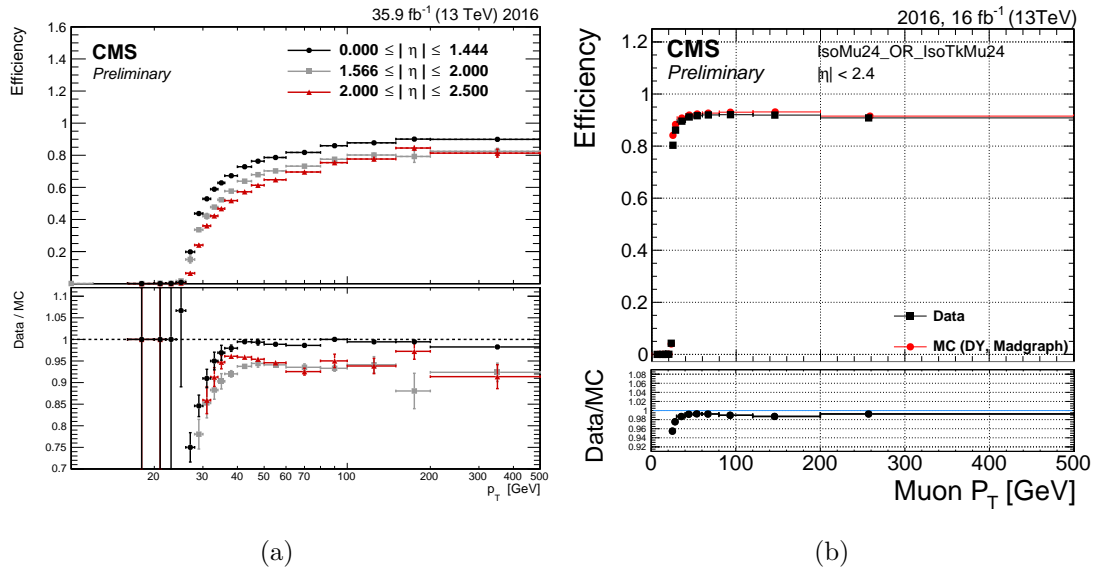 35.9 fb⁻¹ (13 TeV) 2016
Efficiency
1.6
1.4
1.2
1
0.8
0.6
0.4
0.2
CMS
Preliminary
0.000 ≤ | η | ≤ 1.444
1.566 ≤ | η | ≤ 2.000
2.000 ≤ | η | ≤ 2.500
Data / MC
1.1
1.05
1
0.95
0.9
0.85
0.8
0.75
0.7
20 30 40 50 60 70 100 200 300 400 500
p_T [GeV]
(a)
2016, 16 fb⁻¹ (13TeV)
Efficiency
1.2
1
0.8
0.6
0.4
0.2
0
CMS
Preliminary
IsoMu24_OR_IsoTkMu24
|η| < 2.4
Data
MC (DY, Madgraph)
Data/MC
1.08
1.06
1.04
1.02
1
0.98
0.96
0.94
0.92
0 100 200 300 400 500
Muon P_T [GeV]
(b)